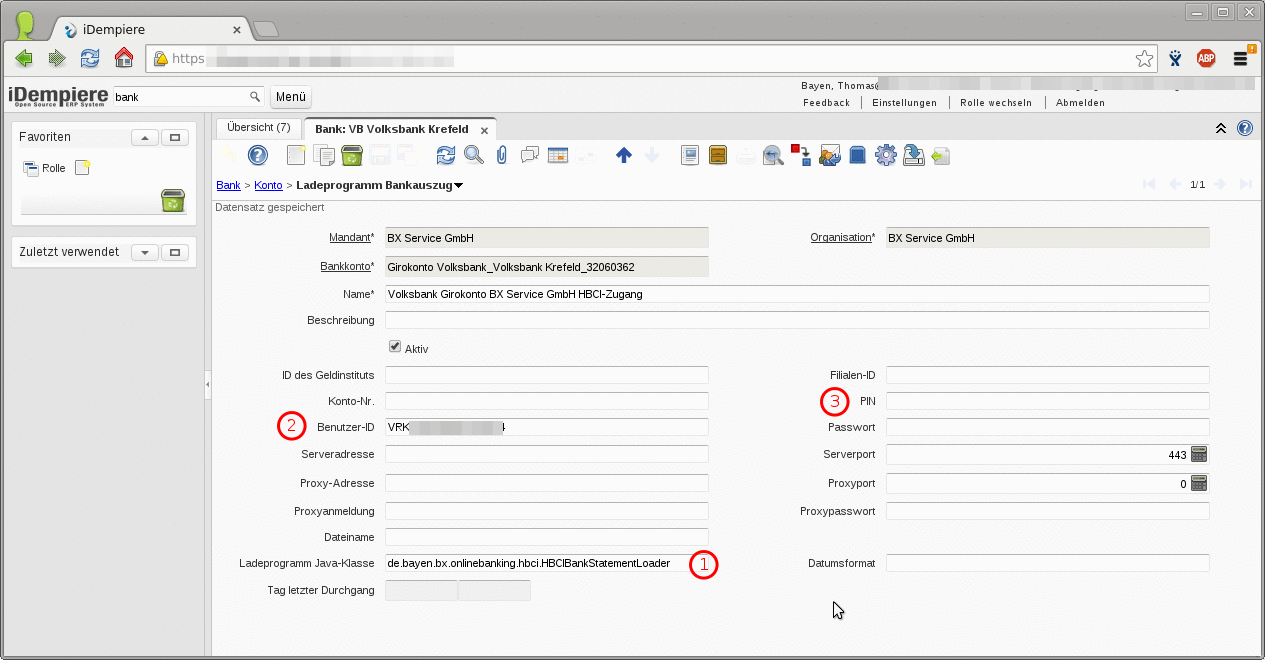 iDempiere
https
ABP
iDempiere
Open Source ERP System
bank
Menü
Bayen, Thomas@
Feedback Einstellungen Rolle wechseln Abmelden
Favoriten
Rolle
Zuletzt verwendet
Übersicht (7) Bank: VB Volksbank Krefeld
Bank > Konto > Ladeprogramm Bankauszug
1/1
Datensatz gespeichert
Mandant* BX Service GmbH Organisation* BX Service GmbH
Bankkonto* Girokonto Volksbank_Volksbank Krefeld_32060362
Name* Volksbank Girokonto BX Service GmbH HBCI-Zugang
Beschreibung
Aktiv
ID des Geldinstituts Filialen-ID
Konto-Nr. 3 PIN
2 Benutzer-ID VRK 4 Passwort
Serveradresse Serverport 443
Proxy-Adresse Proxyport 0
Proxyanmeldung Proxypasswort
Dateiname
Ladeprogramm Java-Klasse de.bayen.bx.onlinebanking.hbci.HBCIBankStatementLoader 1 Datumsformat
Tag letzter Durchgang